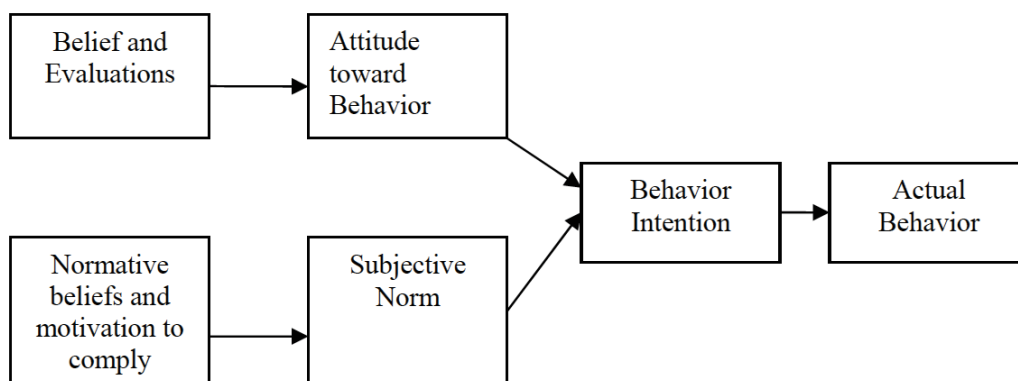 Belief and
Evaluations
Attitude
toward
Behavior
Behavior
Intention
Actual
Behavior
Normative
beliefs and
motivation to
comply
Subjective
Norm